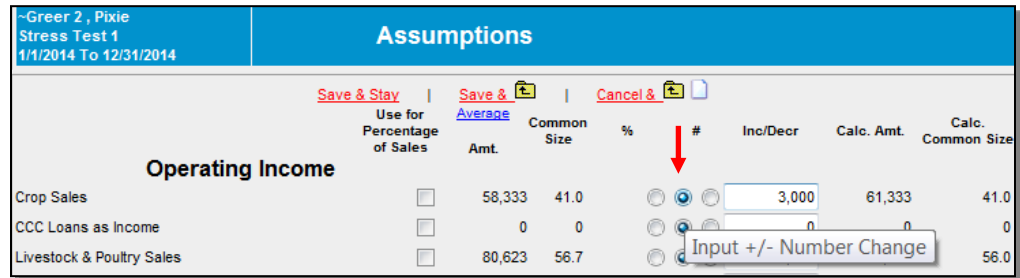 ~Greer 2 , Pixie
Stress Test 1
1/1/2014 To 12/31/2014
Assumptions
Save & Stay | Save & | Cancel &
Use for Percentage of Sales Average Amt. Common Size % # Inc/Decr Calc. Amt. Calc. Common Size
Operating Income
Crop Sales 58,333 41.0 3,000 61,333 41.0
CCC Loans as Income 0 0 0 0 0
Input +/- Number Change
Livestock & Poultry Sales 80,623 56.7 56.0